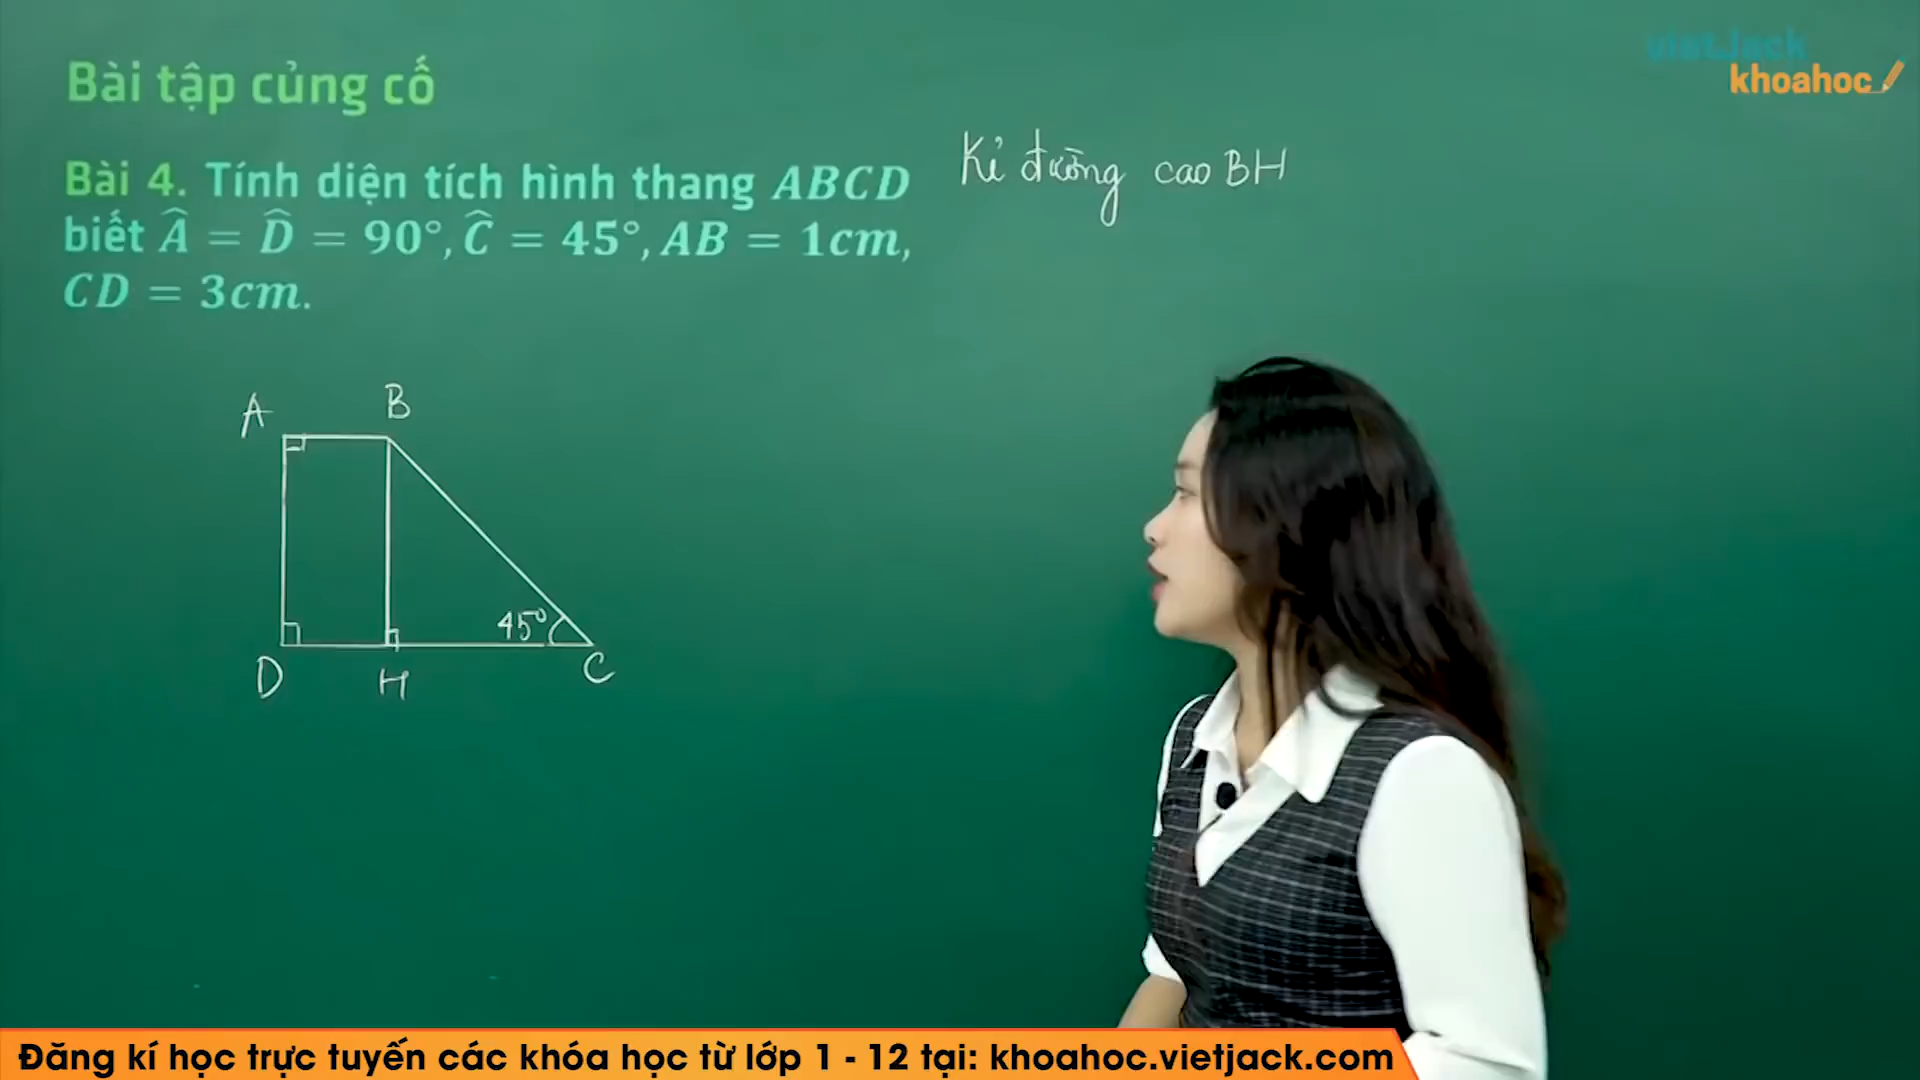 Bài tập củng cố
vietJack
khoahoc
Bài 4. Tính diện tích hình thang ABCD
biết Â = D̂ = 90°, Ĉ = 45°, AB = 1cm,
CD = 3cm.
Kẻ đường cao BH
A
B
45°
D
H
C
Đăng kí học trực tuyến các khóa học từ lớp 1 - 12 tại: khoahoc.vietjack.com